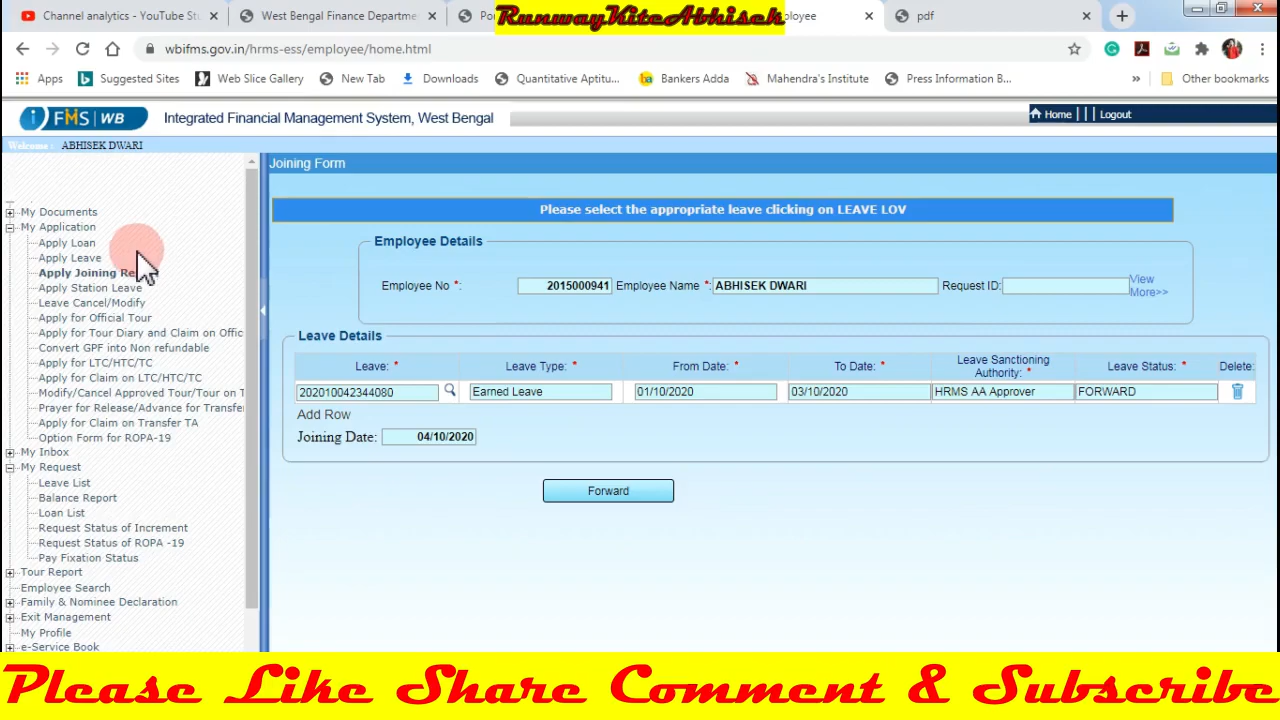 Channel analytics - YouTube Stu
West Bengal Finance Departme
RunwayKiteAbhisek
ployee
pdf
wbifms.gov.in/hrms-ess/employee/home.html
Apps
Suggested Sites
Web Slice Gallery
New Tab
Downloads
Quantitative Aptitu...
Bankers Adda
Mahendra's Institute
Press Information B...
»
Other bookmarks
iFMS|WB
Integrated Financial Management System, West Bengal
Home | | | Logout
Welcome : ABHISEK DWARI
My Documents
My Application
Apply Loan
Apply Leave
Apply Joining Re
Apply Station Leave
Leave Cancel/Modify
Apply for Official Tour
Apply for Tour Diary and Claim on Offic
Convert GPF into Non refundable
Apply for LTC/HTC/TC
Apply for Claim on LTC/HTC/TC
Modify/Cancel Approved Tour/Tour on T
Prayer for Release/Advance for Transfe
Apply for Claim on Transfer TA
Option Form for ROPA-19
My Inbox
My Request
Leave List
Balance Report
Loan List
Request Status of Increment
Request Status of ROPA -19
Pay Fixation Status
Tour Report
Employee Search
Family & Nominee Declaration
Exit Management
My Profile
e-Service Book
Joining Form
Please select the appropriate leave clicking on LEAVE LOV
Employee Details
Employee No *: 2015000941 Employee Name *: ABHISEK DWARI Request ID: View More>>
Leave Details
Leave: * Leave Type: * From Date: * To Date: * Leave Sanctioning Authority: * Leave Status: * Delete:
202010042344080 Earned Leave 01/10/2020 03/10/2020 HRMS AA Approver FORWARD
Add Row
Joining Date: 04/10/2020
Forward
Please Like Share Comment & Subscribe